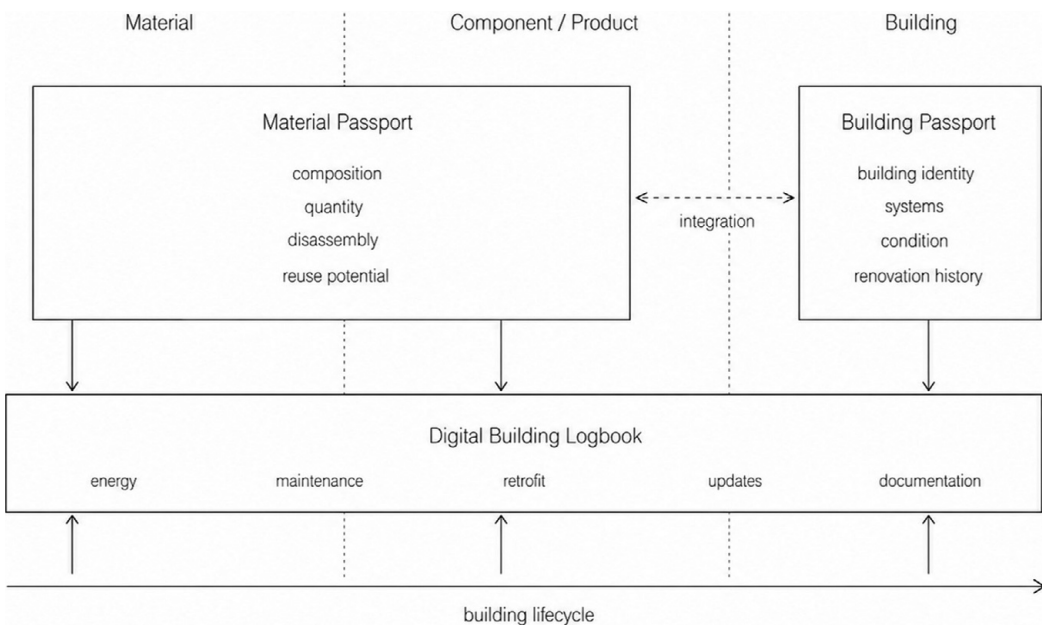 Material
Component / Product
Building
Material Passport
composition
quantity
disassembly
reuse potential
integration
Building Passport
building identity
systems
condition
renovation history
Digital Building Logbook
energy
maintenance
retrofit
updates
documentation
building lifecycle